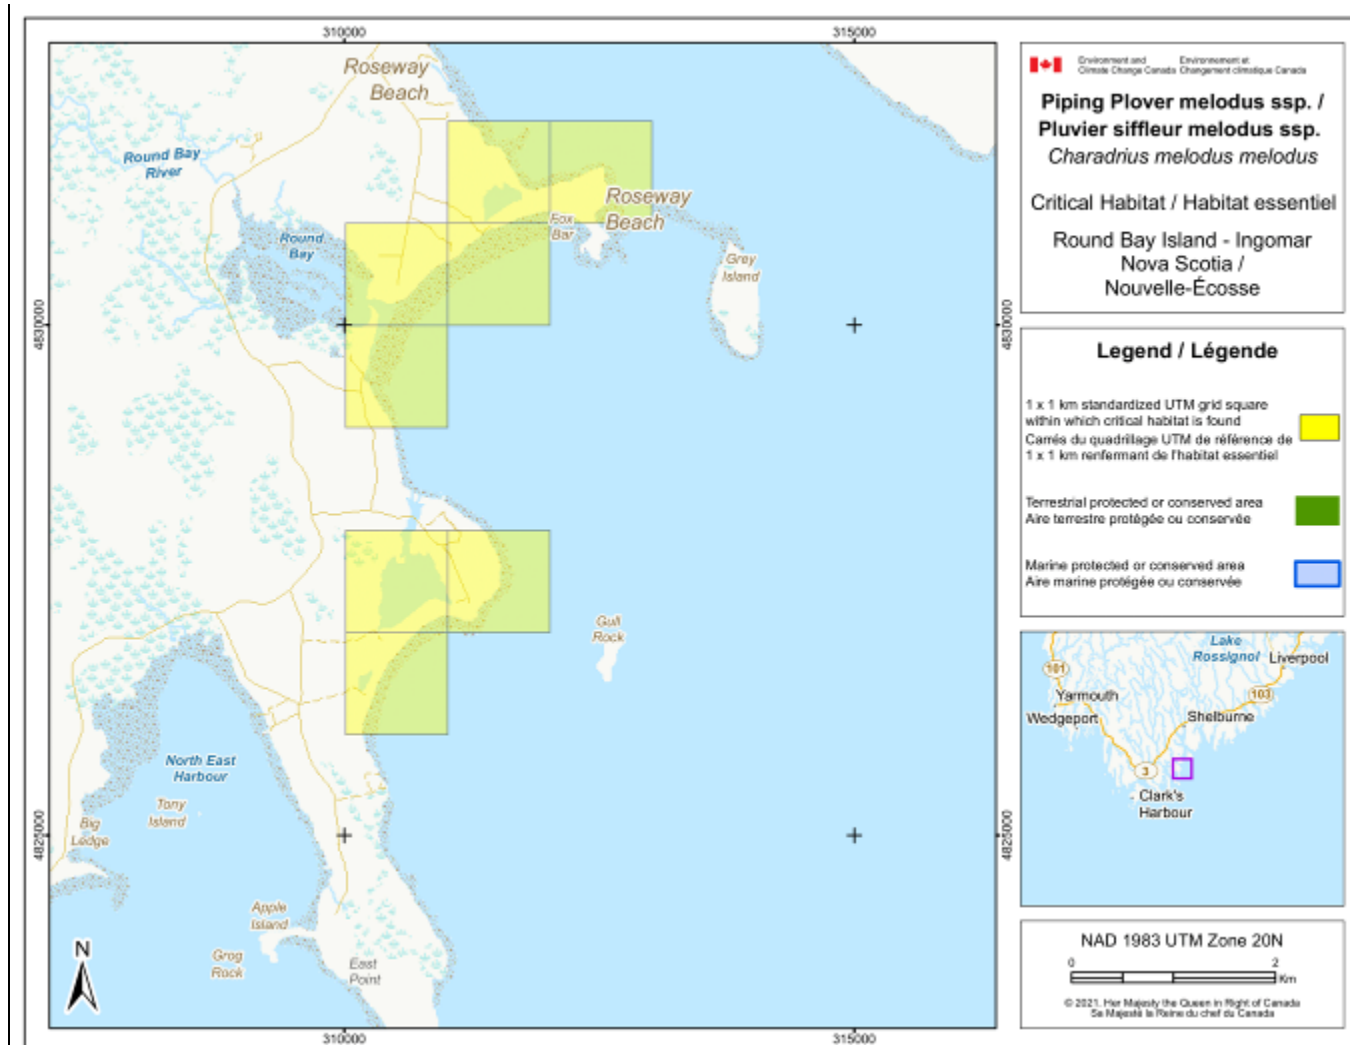 310000
315000
Roseway
Beach
Round Bay
River
Round
Bay
Fox
Bar
Roseway
Beach
Grey
Island
4830000
4830000
Gull
Rock
North East
Harbour
Tony
Island
Big
Ledge
4825000
4825000
Apple
Island
Grog
Rock
East
Point
N
310000
315000
Environment and
Climate Change Canada
Environnement et
Changement climatique Canada
Piping Plover melodus ssp. /
Pluvier siffleur melodus ssp.
Charadrius melodus melodus
Critical Habitat / Habitat essentiel
Round Bay Island - Ingomar
Nova Scotia /
Nouvelle-Écosse
Legend / Légende
1 x 1 km standardized UTM grid square
within which critical habitat is found
Carrés du quadrillage UTM de référence de
1 x 1 km renfermant de l'habitat essentiel
Terrestrial protected or conserved area
Aire terrestre protégée ou conservée
Marine protected or conserved area
Aire marine protégée ou conservée
Lake
Rossignol
Liverpool
101
Yarmouth
103
Wedgeport
Shelburne
3
Clark's
Harbour
NAD 1983 UTM Zone 20N
0 2
Km
© 2021. Her Majesty the Queen in Right of Canada
Sa Majesté la Reine du chef du Canada